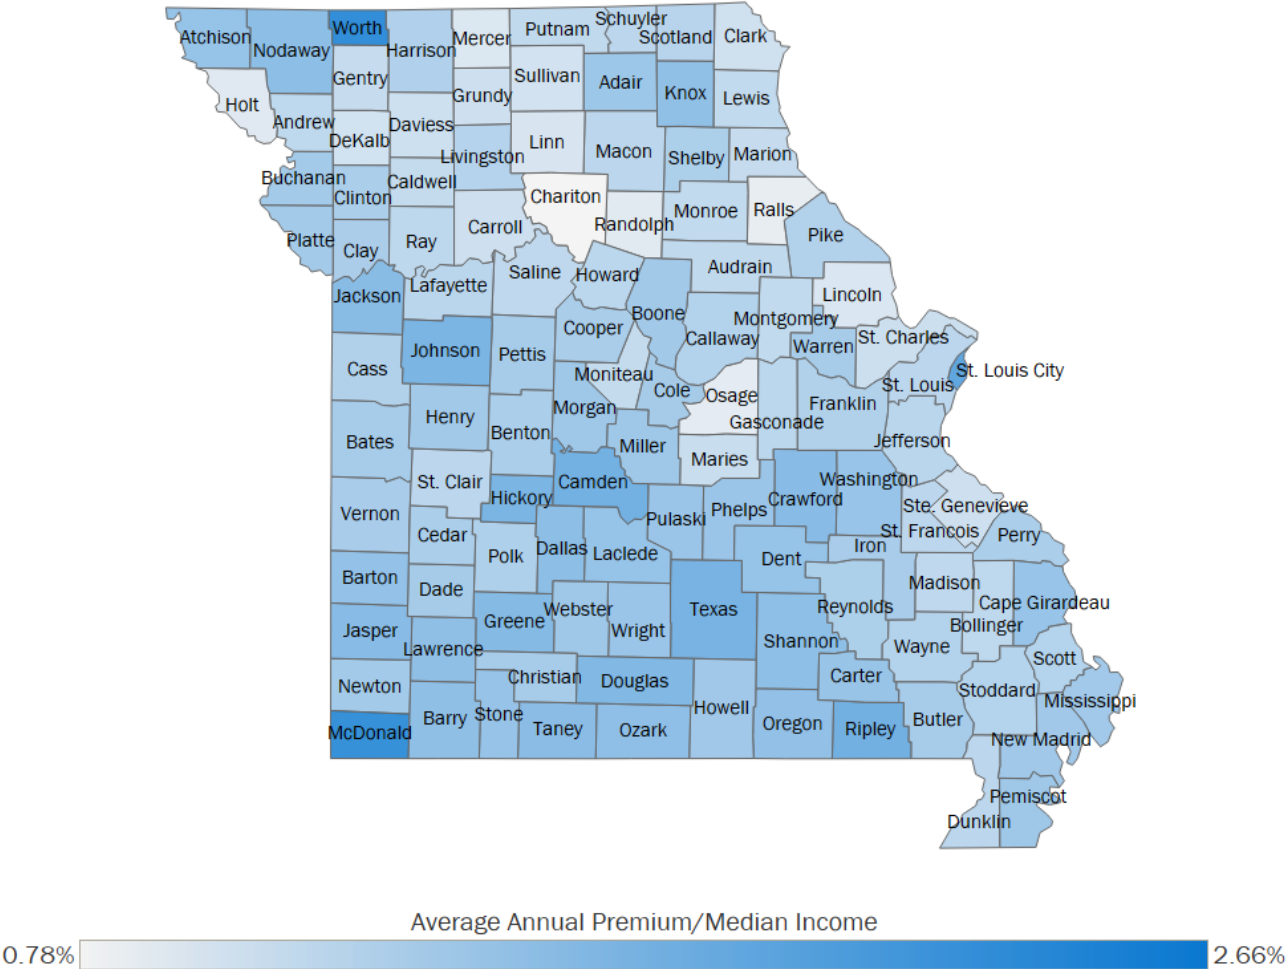 Schuyler
Worth
Putnam
Atchison
Nodaway
Harrison
Mercer
Scotland
Clark
Gentry
Sullivan
Adair
Knox
Grundy
Lewis
Holt
Andrew
Daviess
DeKalb
Linn
Macon
Shelby
Marion
Livingston
Buchanan
Caldwell
Clinton
Chariton
Randolph
Monroe
Ralls
Carroll
Pike
Platte
Clay
Ray
Audrain
Saline
Howard
Jackson
Lafayette
Lincoln
Boone
Montgomery
Cooper
Callaway
St. Charles
Warren
Johnson
Pettis
Cass
Moniteau
St. Louis City
St. Louis
Cole
Osage
Morgan
Franklin
Henry
Gasconade
Benton
Bates
Miller
Jefferson
Maries
St. Clair
Camden
Washington
Hickory
Crawford
Vernon
Phelps
Pulaski
Ste. Genevieve
St. Francois
Cedar
Perry
Polk
Dallas
Laclede
Iron
Dent
Barton
Dade
Madison
Texas
Webster
Reynolds
Cape Girardeau
Greene
Bollinger
Jasper
Wright
Shannon
Lawrence
Wayne
Scott
Newton
Christian
Douglas
Carter
Stoddard
Mississippi
Howell
Stone
Barry
Butler
McDonald
Taney
Ozark
Oregon
Ripley
New Madrid
Pemiscot
Dunklin
Average Annual Premium/Median Income
0.78%
2.66%